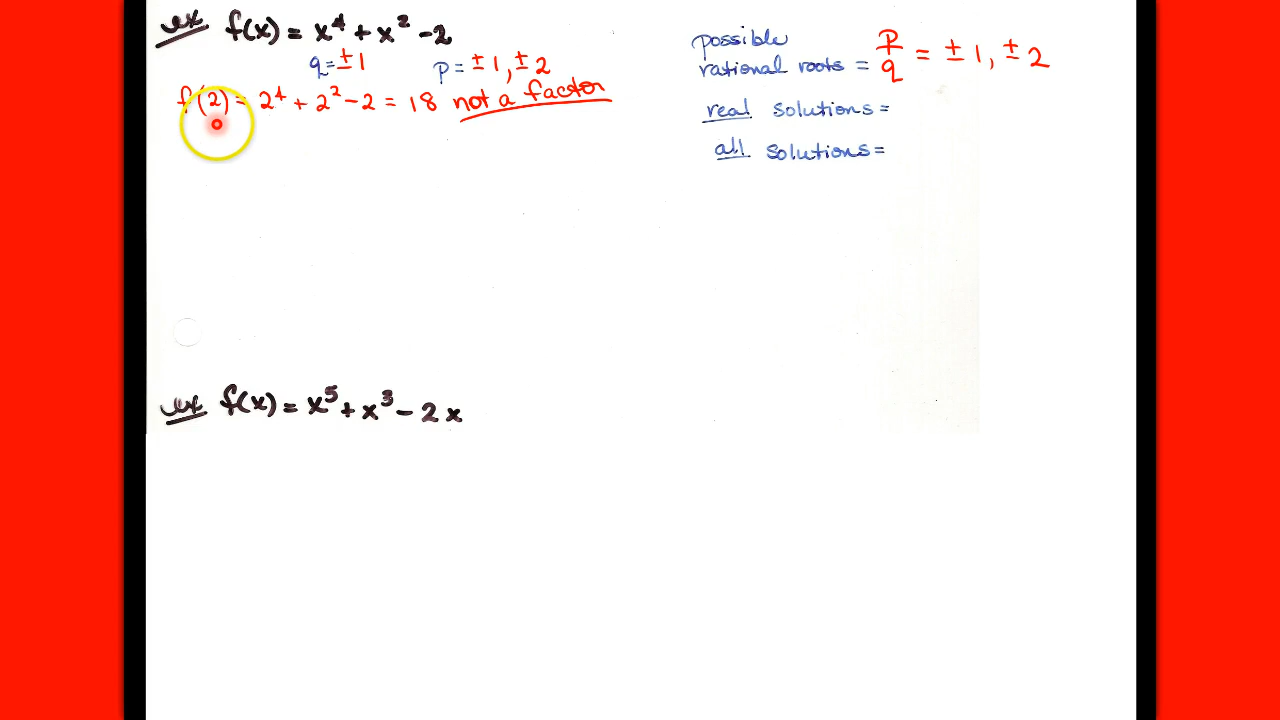 ex f(x) = x⁴ + x² - 2
q = ± 1 p = ± 1, ± 2
f(2) = 2⁴ + 2² - 2 = 18 not a factor
possible
rational roots = p/q = ± 1, ± 2
real solutions =
all solutions =
ex f(x) = x⁵ + x³ - 2x